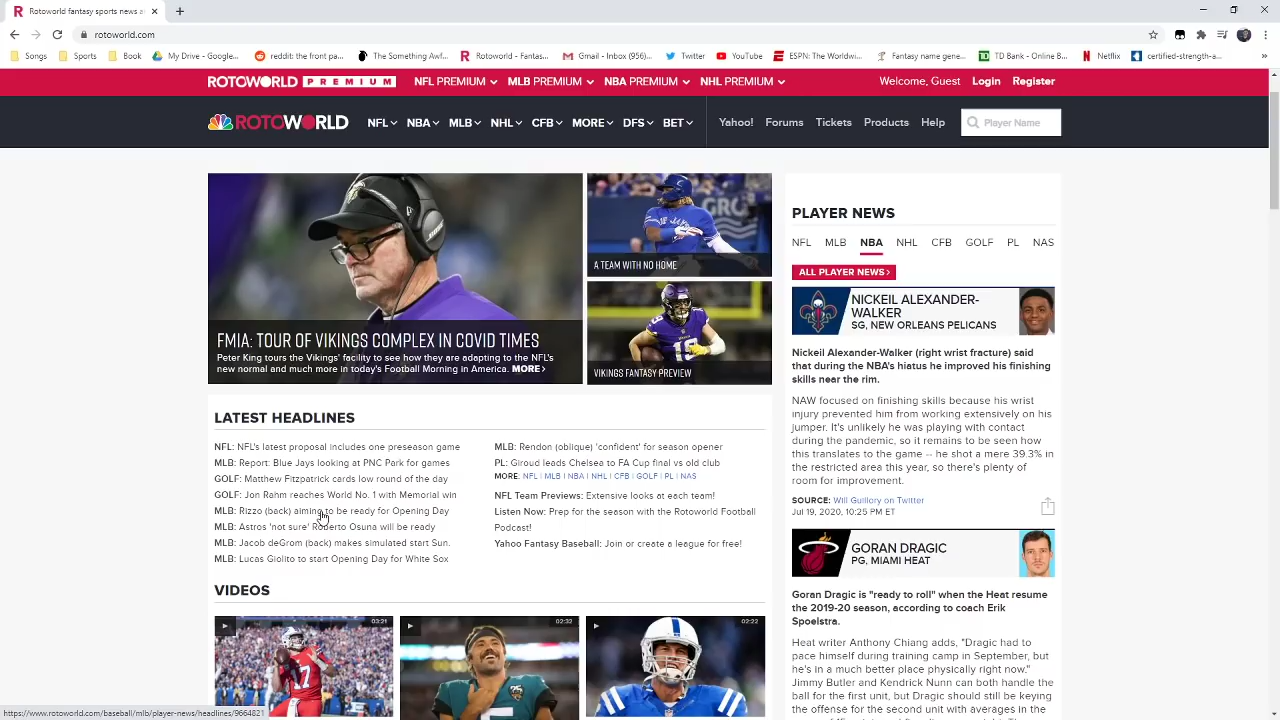 Rotoworld fantasy sports news a
rotoworld.com
Songs
Sports
Book
My Drive - Googl...
reddit: the front pa...
The Something Awf...
Rotoworld - Fantas...
Gmail - Inbox (956)...
Twitter
YouTube
ESPN: The Worldwi...
Fantasy name gene...
TD Bank - Online B...
Netflix
certified-strength-a...
»
ROTOWORLD PREMIUM
NFL PREMIUM
MLB PREMIUM
NBA PREMIUM
NHL PREMIUM
Welcome, Guest
Login
Register
ROTOWORLD
NFL
NBA
MLB
NHL
CFB
MORE
DFS
BET
Yahoo!
Forums
Tickets
Products
Help
Player Name
FMIA: TOUR OF VIKINGS COMPLEX IN COVID TIMES
Peter King tours the Vikings' facility to see how they are adapting to the NFL's
new normal and much more in today's Football Morning in America. MORE >
A TEAM WITH NO HOME
VIKINGS FANTASY PREVIEW
LATEST HEADLINES
NFL: NFL's latest proposal includes one preseason game
MLB: Report: Blue Jays looking at PNC Park for games
GOLF: Matthew Fitzpatrick cards low round of the day
GOLF: Jon Rahm reaches World No. 1 with Memorial win
MLB: Rizzo (back) aiming to be ready for Opening Day
MLB: Astros 'not sure' Roberto Osuna will be ready
MLB: Jacob deGrom (back) makes simulated start Sun.
MLB: Lucas Giolito to start Opening Day for White Sox
MLB: Rendon (oblique) 'confident' for season opener
PL: Giroud leads Chelsea to FA Cup final vs old club
MORE: NFL | MLB | NBA | NHL | CFB | GOLF | PL | NAS
NFL Team Previews: Extensive looks at each team!
Listen Now: Prep for the season with the Rotoworld Football
Podcast!
Yahoo Fantasy Baseball: Join or create a league for free!
VIDEOS
03:21
02:32
02:22
PLAYER NEWS
NFL
MLB
NBA
NHL
CFB
GOLF
PL
NAS
ALL PLAYER NEWS >
NICKEIL ALEXANDER-
WALKER
SG, NEW ORLEANS PELICANS
Nickeil Alexander-Walker (right wrist fracture) said
that during the NBA's hiatus he improved his finishing
skills near the rim.
NAW focused on finishing skills because his wrist
injury prevented him from working extensively on his
jumper. It's unlikely he was playing with contact
during the pandemic, so it remains to be seen how
this translates to the game -- he shot a mere 39.3% in
the restricted area this year, so there's plenty of
room for improvement.
SOURCE: Will Guillory on Twitter
Jul 19, 2020, 10:25 PM ET
GORAN DRAGIC
PG, MIAMI HEAT
Goran Dragic is "ready to roll" when the Heat resume
the 2019-20 season, according to coach Erik
Spoelstra.
Heat writer Anthony Chiang adds, "Dragic had to
pace himself during training camp in September, but
he's in a much better place physically right now."
Jimmy Butler and Kendrick Nunn can both handle the
ball for the first unit, but Dragic should still be keying
the offense for the second unit with averages in the
https://www.rotoworld.com/baseball/mlb/player-news/headlines/9664821